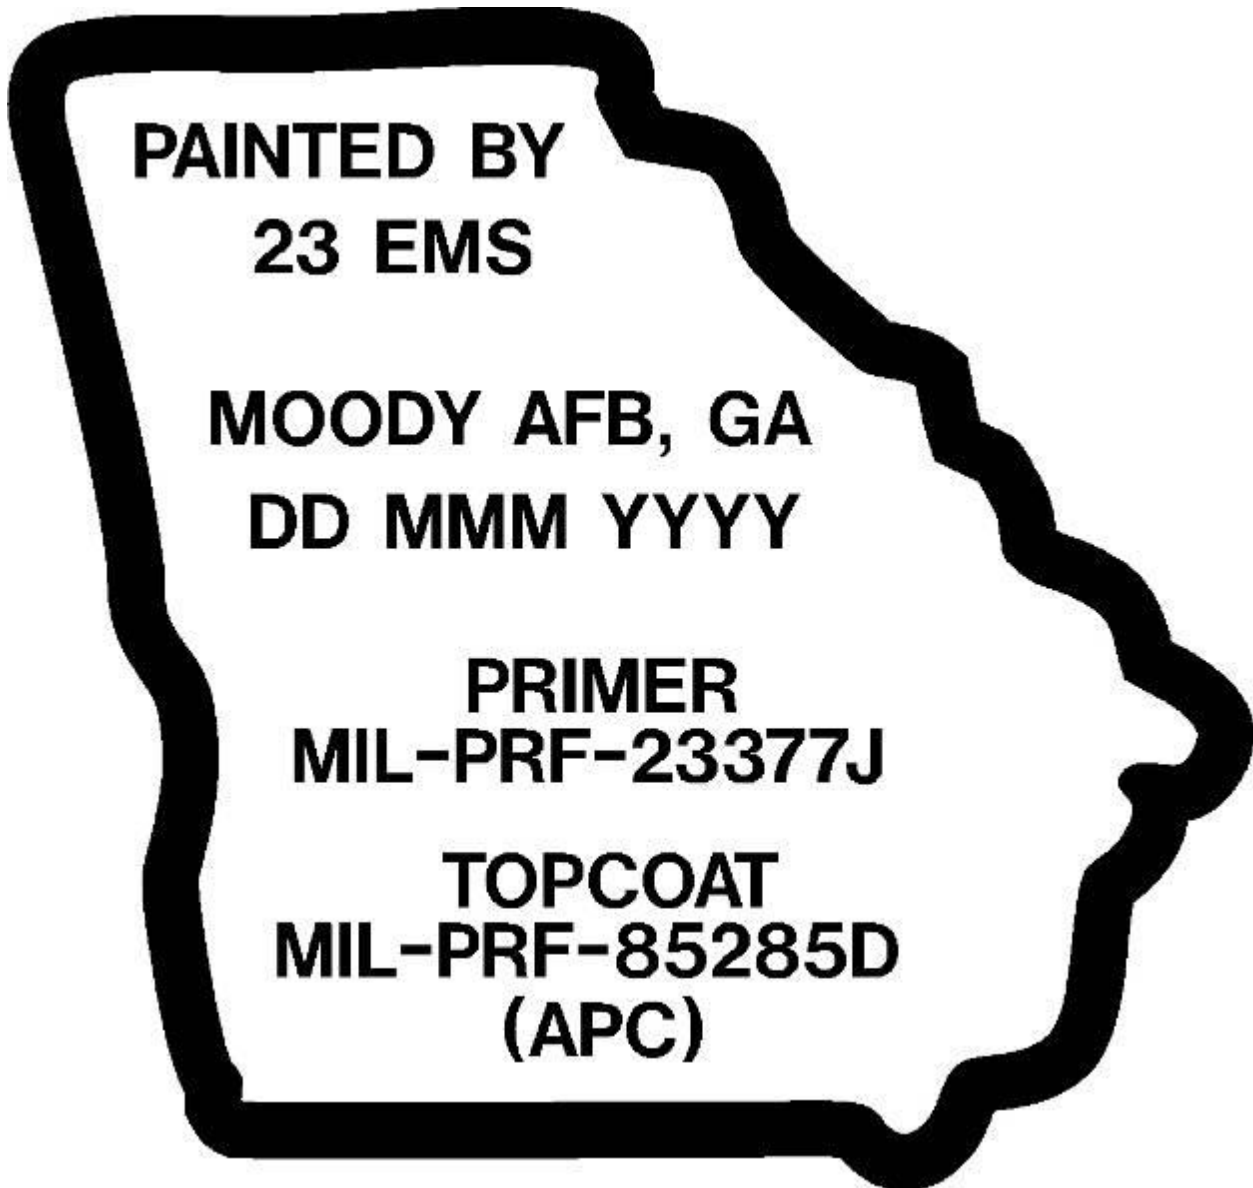 PAINTED BY
23 EMS
MOODY AFB, GA
DD MMM YYYY
PRIMER
MIL-PRF-23377J
TOPCOAT
MIL-PRF-85285D
(APC)